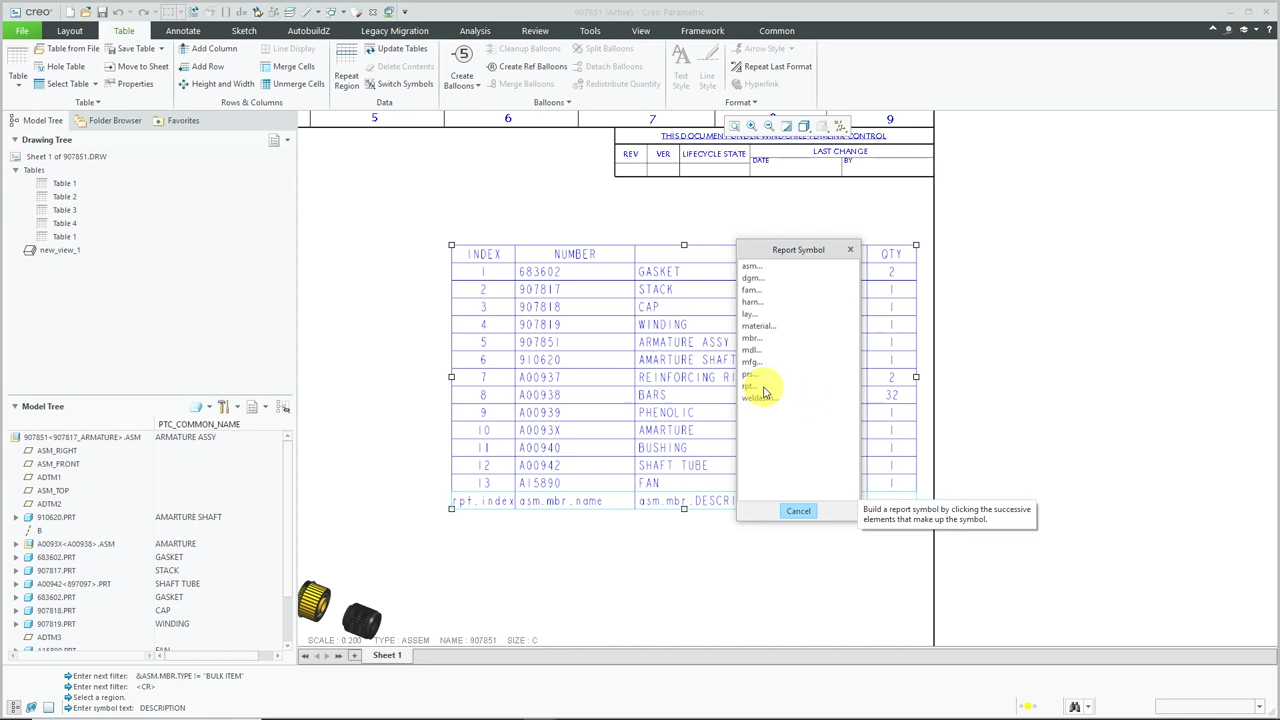 creo
907851 (Active) - Creo Parametric
File
Layout
Table
Annotate
Sketch
AutobuildZ
Legacy Migration
Analysis
Review
Tools
View
Framework
Common
Table
Table from File
Hole Table
Select Table
Save Table
Move to Sheet
Properties
Table
Add Column
Add Row
Height and Width
Line Display
Merge Cells
Unmerge Cells
Rows & Columns
Repeat
Region
Update Tables
Delete Contents
Switch Symbols
Data
Create
Balloons
Cleanup Balloons
Create Ref Balloons
Merge Balloons
Split Balloons
Detach Balloons
Redistribute Quantity
Balloons
Text
Style
Line
Style
Arrow Style
Repeat Last Format
Hyperlink
Format
Model Tree
Folder Browser
Favorites
Drawing Tree
Sheet 1 of 907851.DRW
Tables
Table 1
Table 2
Table 3
Table 4
Table 1
new_view_1
Model Tree
PTC_COMMON_NAME
907851<907817_ARMATURE>.ASM ARMATURE ASSY
ASM_RIGHT
ASM_FRONT
ADTM1
ASM_TOP
ADTM2
910620.PRT AMARTURE SHAFT
B
A0093X<A00938>.ASM AMARTURE
683602.PRT GASKET
907817.PRT STACK
A00942<897097>.PRT SHAFT TUBE
683602.PRT GASKET
907818.PRT CAP
907819.PRT WINDING
ADTM3
A15890.PRT FAN
5 6 7 9
REV VER LIFECYCLE STATE LAST CHANGE
DATE BY
INDEX NUMBER QTY
1 683602 GASKET 2
2 907817 STACK 1
3 907818 CAP 1
4 907819 WINDING 1
5 907851 ARMATURE ASSY 1
6 910620 AMARTURE SHAFT 1
7 A00937 REINFORCING RI 2
8 A00938 BARS 32
9 A00939 PHENOLIC 1
10 A0093X AMARTURE 1
11 A00940 BUSHING 1
12 A00942 SHAFT TUBE 1
13 A15890 FAN 1
rpt.index asm.mbr.name asm.mbr.DESCRI
Report Symbol
asm...
dgm...
fam...
harn...
lay...
material...
mbr...
mdl...
mfg...
prs...
rpt...
weldasm...
Cancel
Build a report symbol by clicking the successive
elements that make up the symbol.
SCALE : 0.200 TYPE : ASSEM NAME : 907851 SIZE : C
Sheet 1
Enter next filter: &ASM.MBR.TYPE != 'BULK ITEM'
Enter next filter: <CR>
Select a region.
Enter symbol text: DESCRIPTION